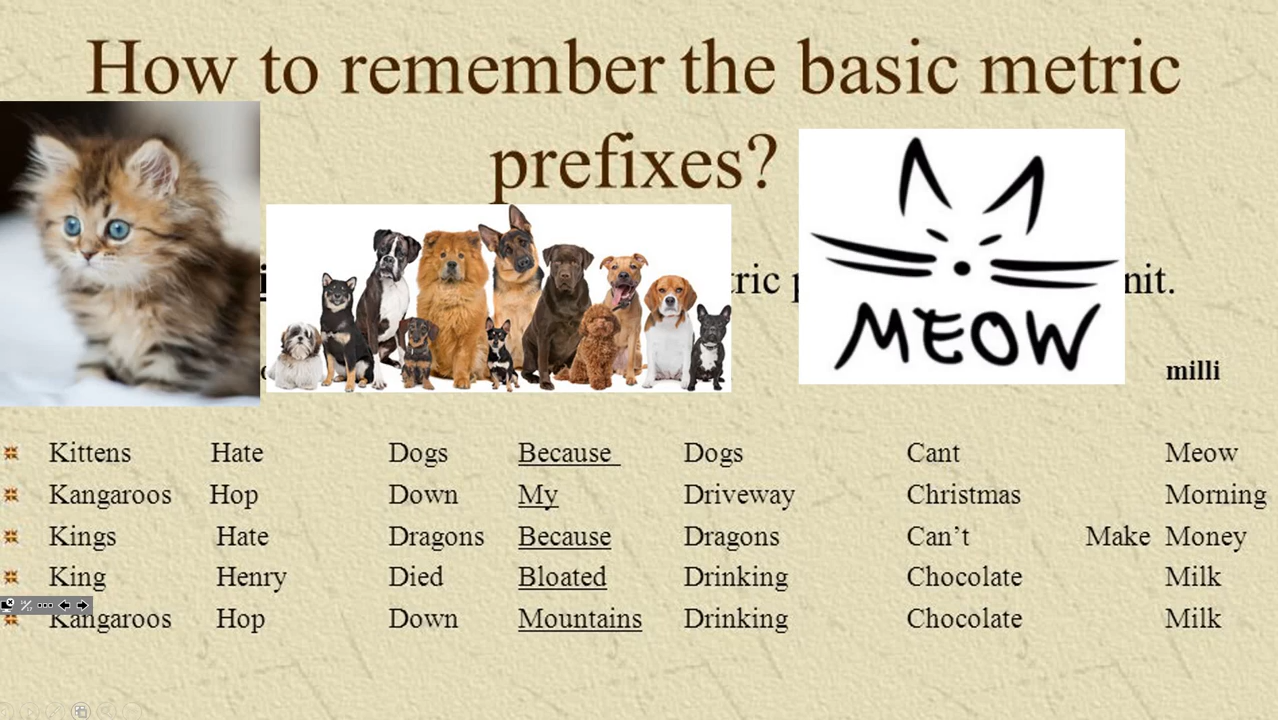 How to remember the basic metric
prefixes?
MEOW
milli
Kittens Hate Dogs Because Dogs Cant Meow
Kangaroos Hop Down My Driveway Christmas Morning
Kings Hate Dragons Because Dragons Can’t Make Money
King Henry Died Bloated Drinking Chocolate Milk
Kangaroos Hop Down Mountains Drinking Chocolate Milk